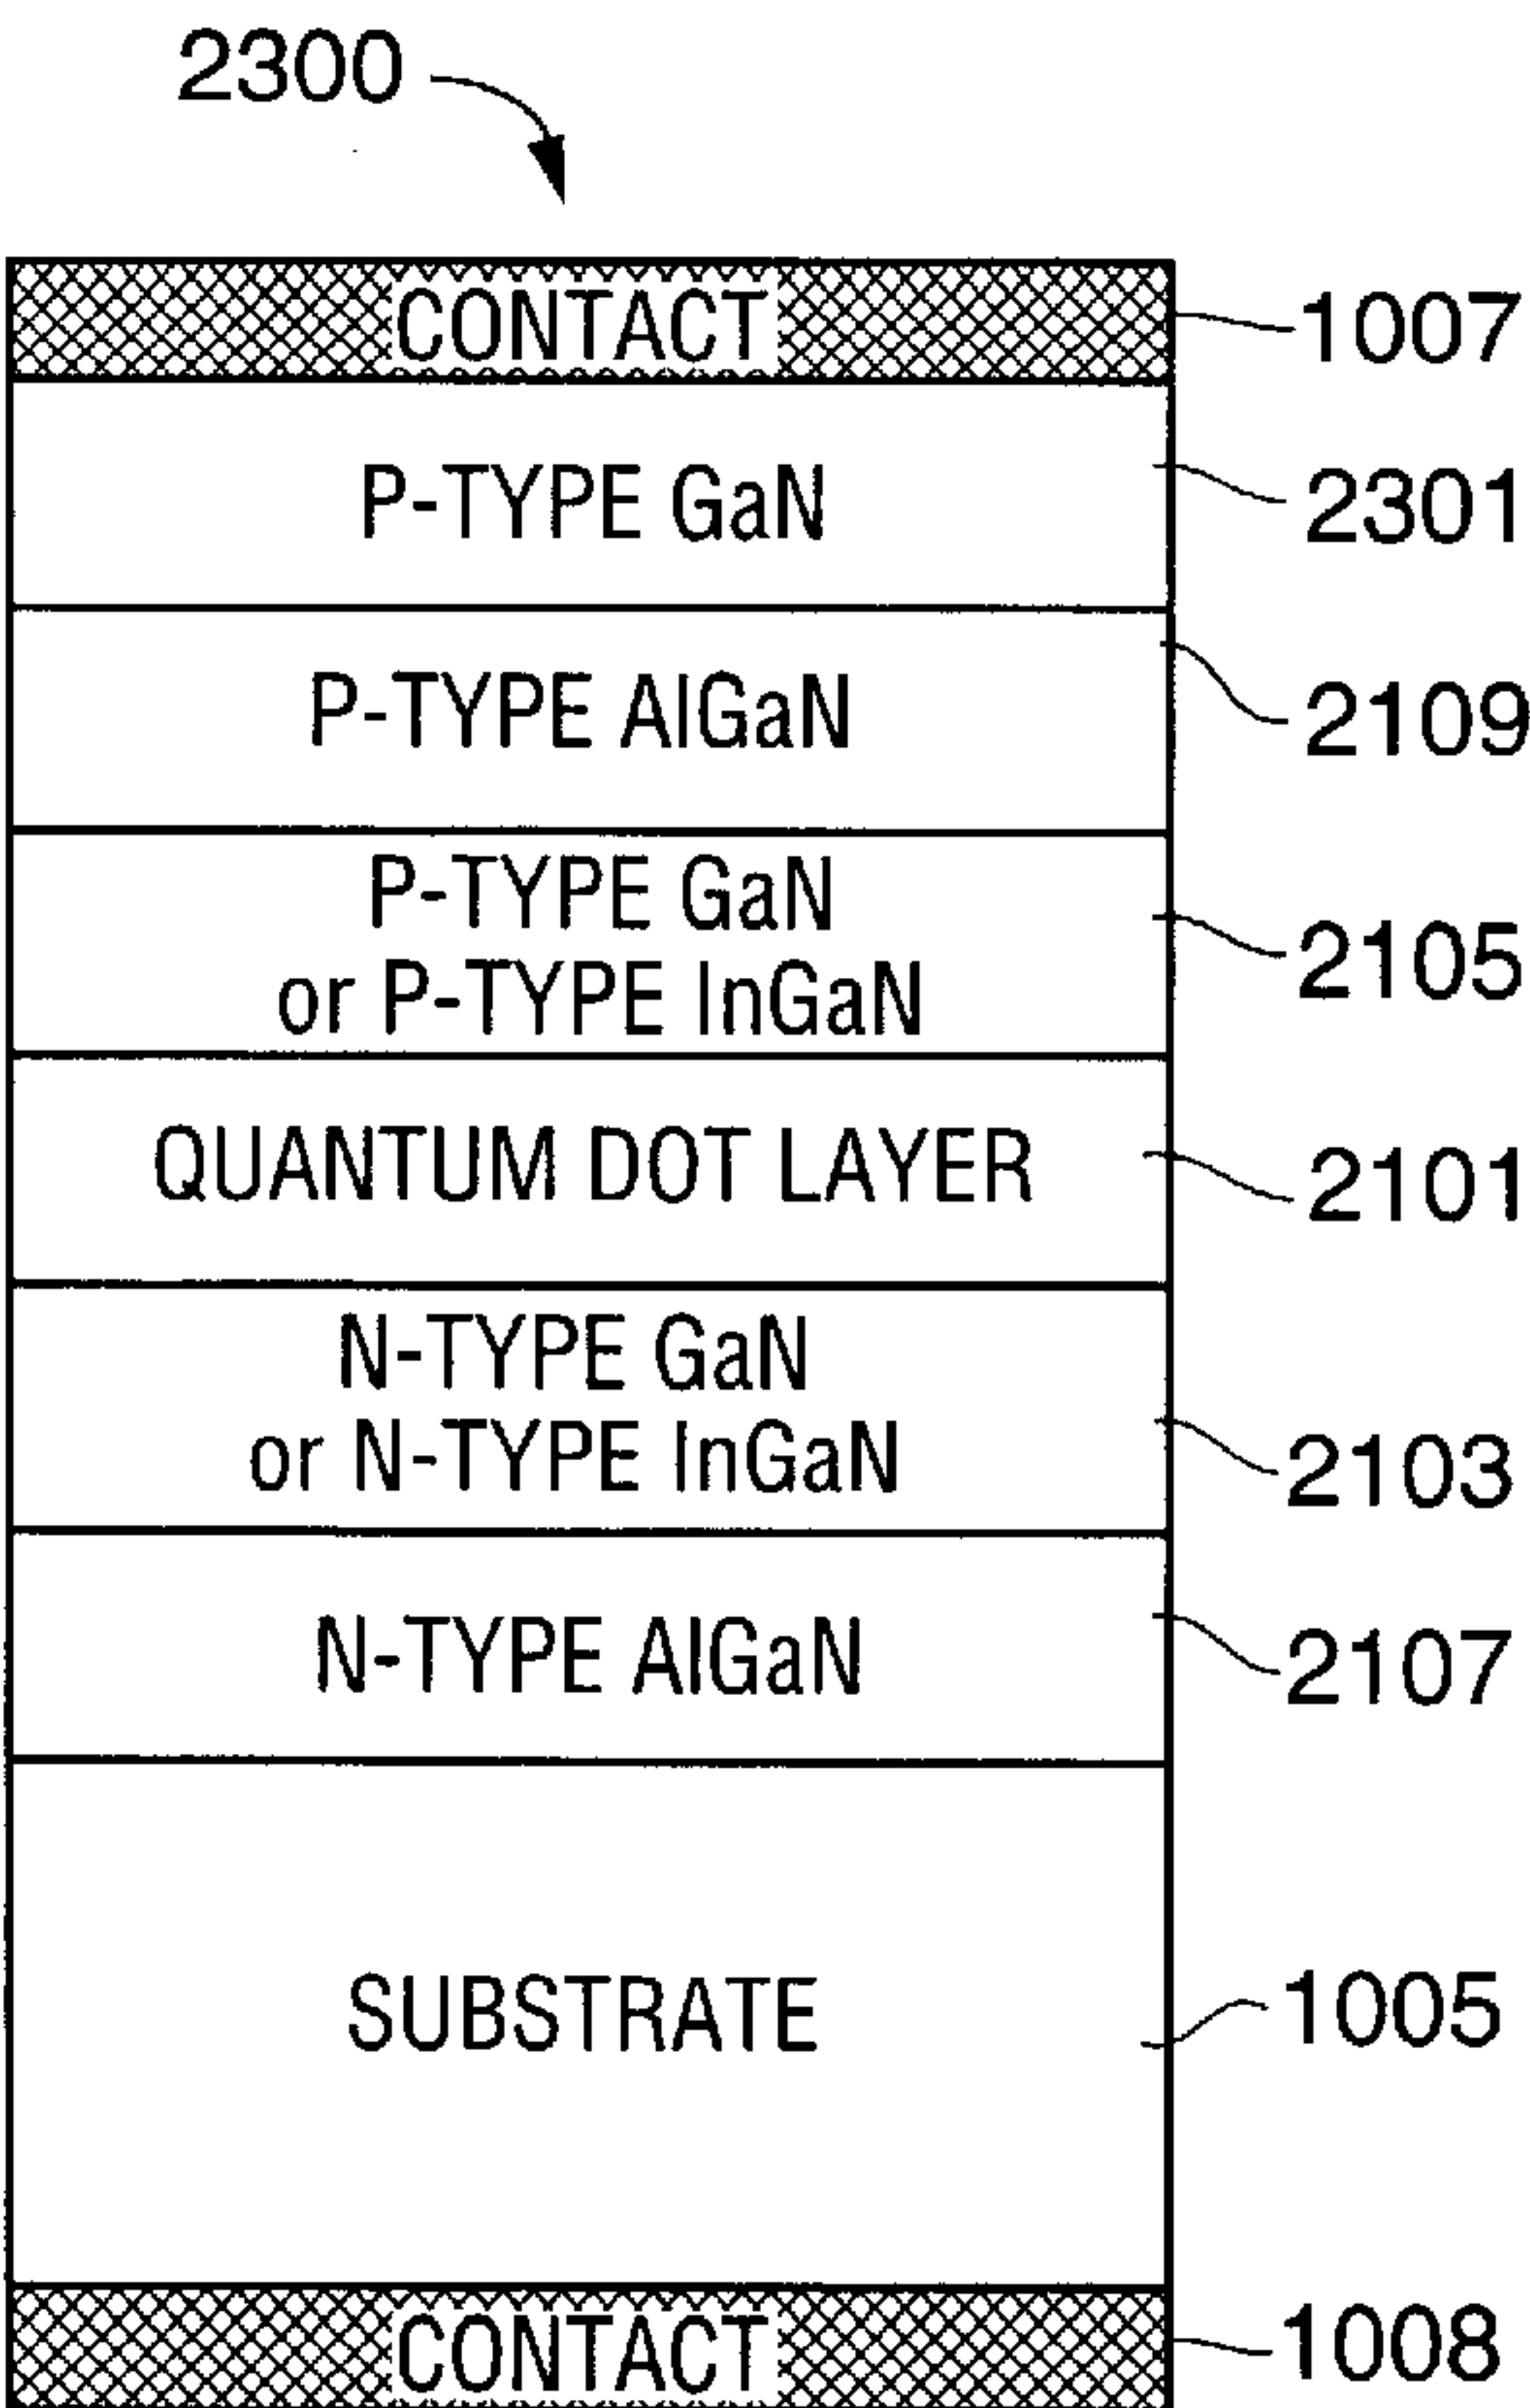 2300
CONTACT 1007
P-TYPE GaN 2301
P-TYPE AlGaN 2109
P-TYPE GaN
or P-TYPE InGaN 2105
QUANTUM DOT LAYER 2101
N-TYPE GaN
or N-TYPE InGaN 2103
N-TYPE AlGaN 2107
SUBSTRATE 1005
CONTACT 1008